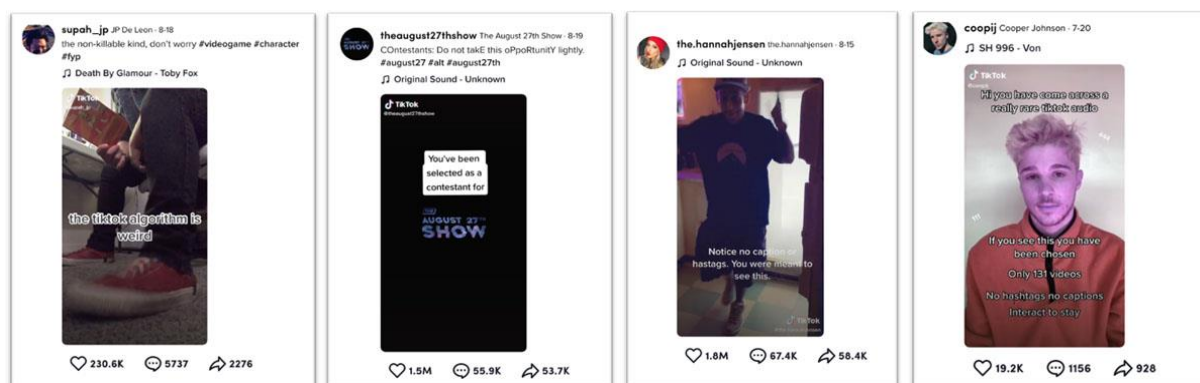 supah_jp JP De Leon · 8-18
the non-killable kind, don't worry #videogame #character
#fyp
♫ Death By Glamour - Toby Fox
TikTok
the tiktok algorithm is
weird
230.6K 5737 2276
theaugust27thshow The August 27th Show · 8-19
COntestants: Do not takE this oPpoRtunitY lightly.
#august27 #alt #august27th
♫ Original Sound - Unknown
TikTok
@theaugust27thshow
You've been
selected as a
contestant for
AUGUST 27TH
SHOW
1.5M 55.9K 53.7K
the.hannahjensen the.hannahjensen · 8-15
♫ Original Sound - Unknown
Notice no caption or
hastags. You were meant to
see this.
TikTok
1.8M 67.4K 58.4K
coopij Cooper Johnson · 7-20
♫ SH 996 - Von
TikTok
Hi you have come across a
really rare tiktok audio
If you see this you have
been chosen
Only 131 videos
No hashtags no captions
Interact to stay
19.2K 1156 928